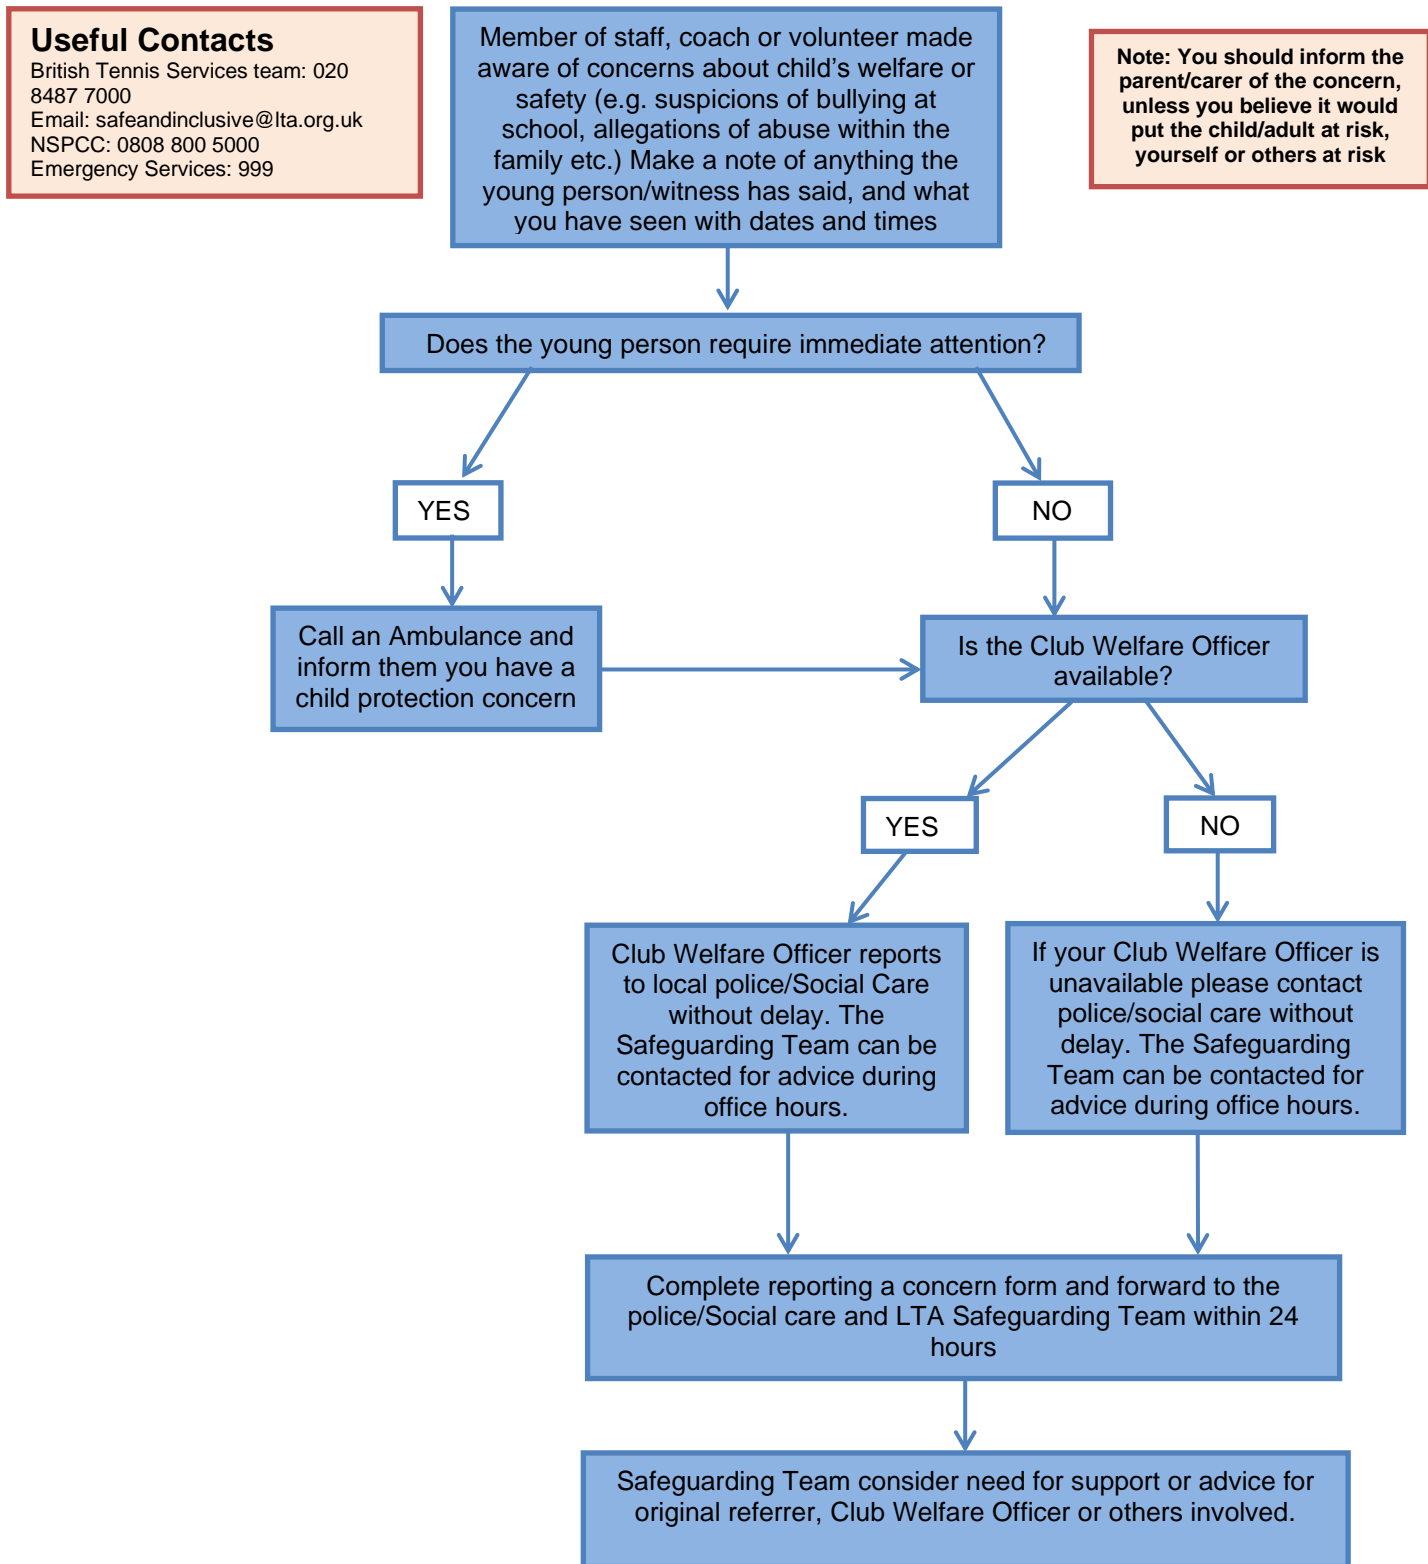 Useful Contacts
British Tennis Services team: 020
8487 7000
Email: safeandinclusive@lta.org.uk
NSPCC: 0808 800 5000
Emergency Services: 999
Member of staff, coach or volunteer made
aware of concerns about child's welfare or
safety (e.g. suspicions of bullying at
school, allegations of abuse within the
family etc.) Make a note of anything the
young person/witness has said, and what
you have seen with dates and times
Note: You should inform the
parent/carer of the concern,
unless you believe it would
put the child/adult at risk,
yourself or others at risk
Does the young person require immediate attention?
YES
NO
Call an Ambulance and
inform them you have a
child protection concern
Is the Club Welfare Officer
available?
YES
NO
Club Welfare Officer reports
to local police/Social Care
without delay. The
Safeguarding Team can be
contacted for advice during
office hours.
If your Club Welfare Officer is
unavailable please contact
police/social care without
delay. The Safeguarding
Team can be contacted for
advice during office hours.
Complete reporting a concern form and forward to the
police/Social care and LTA Safeguarding Team within 24
hours
Safeguarding Team consider need for support or advice for
original referrer, Club Welfare Officer or others involved.